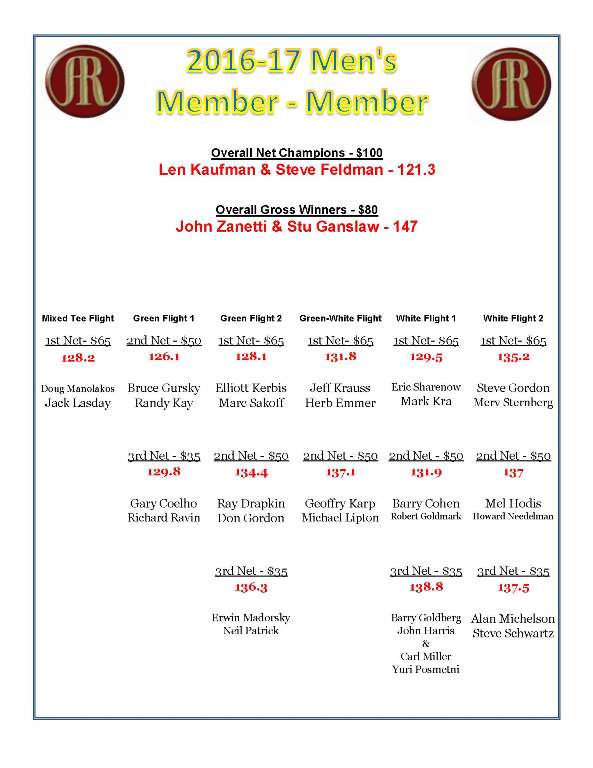 2016-17 Men's
Member - Member
Overall Net Champions - $100
Len Kaufman & Steve Feldman - 121.3
Overall Gross Winners - $80
John Zanetti & Stu Ganslaw - 147
Mixed Tee Flight Green Flight 1 Green Flight 2 Green-White Flight White Flight 1 White Flight 2
1st Net- $65 2nd Net - $50 1st Net- $65 1st Net- $65 1st Net- $65 1st Net- $65
128.2 126.1 128.1 131.8 129.5 135.2
Doug Manolakos Bruce Gursky Elliott Kerbis Jeff Krauss Eric Sharenow Steve Gordon
Jack Lasday Randy Kay Marc Sakoff Herb Emmer Mark Kra Merv Sternberg
3rd Net - $35 2nd Net - $50 2nd Net - $50 2nd Net - $50 2nd Net - $50
129.8 134.4 137.1 131.9 137
Gary Coelho Ray Drapkin Geoffry Karp Barry Cohen Mel Hodis
Richard Ravin Don Gordon Michael Lipton Robert Goldmark Howard Needelman
3rd Net - $35 3rd Net - $35 3rd Net - $35
136.3 138.8 137.5
Erwin Madorsky Barry Goldberg Alan Michelson
Neil Patrick John Harris Steve Schwartz
&
Carl Miller
Yuri Posmetni